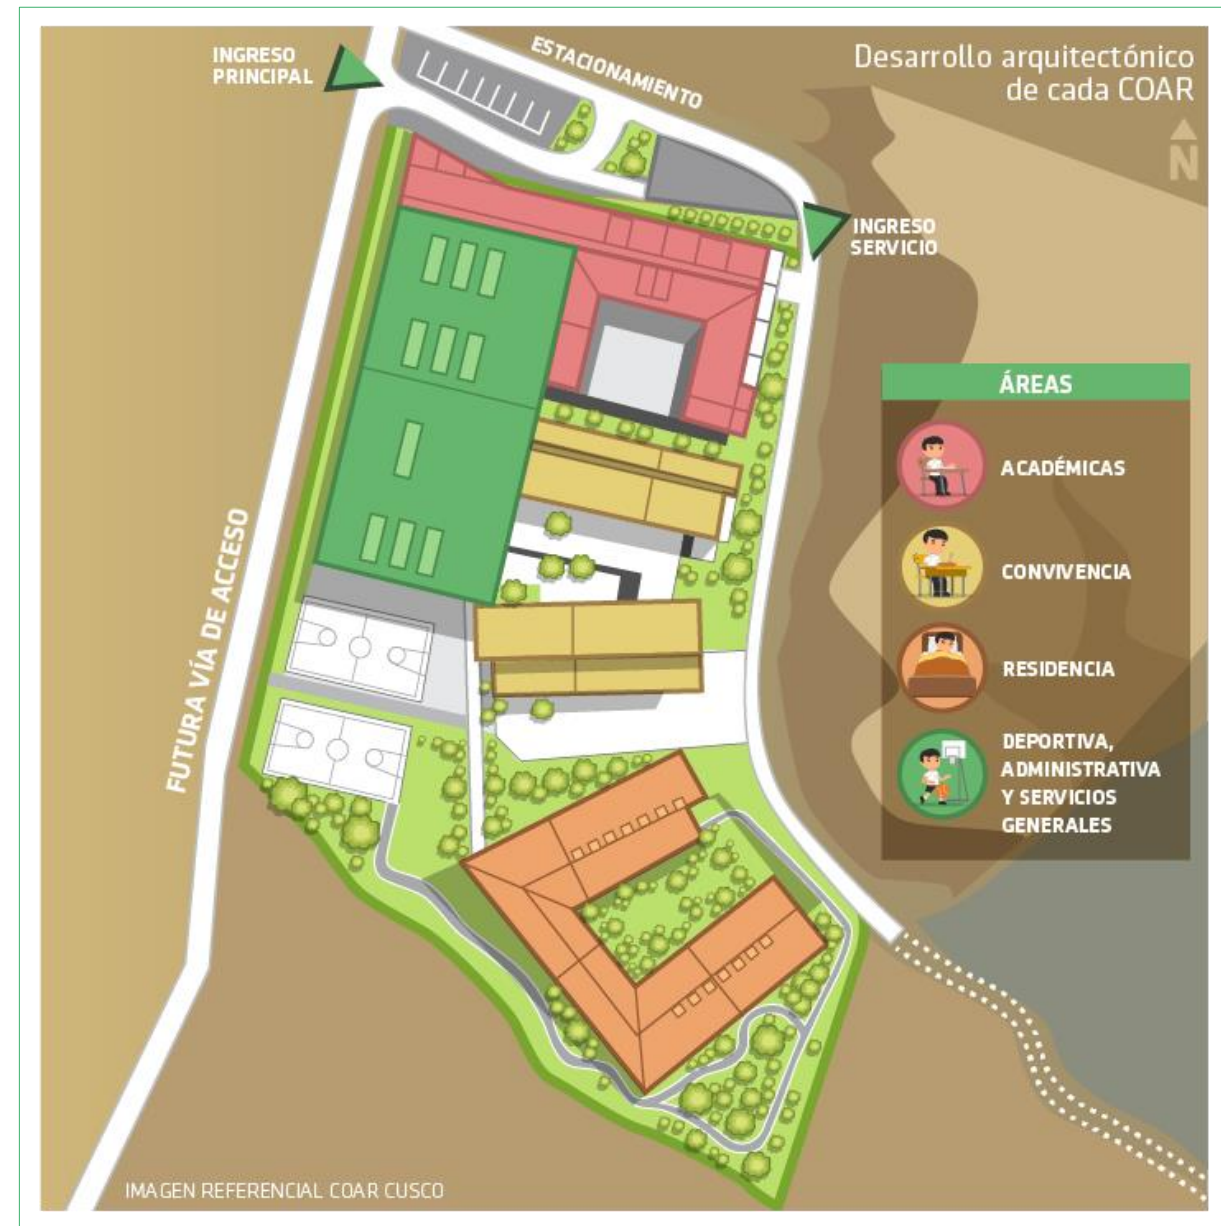 INGRESO
PRINCIPAL
ESTACIONAMIENTO
Desarrollo arquitectónico
de cada COAR
N
INGRESO
SERVICIO
FUTURA VÍA DE ACCESO
ÁREAS
ACADÉMICAS
CONVIVENCIA
RESIDENCIA
DEPORTIVA,
ADMINISTRATIVA
Y SERVICIOS
GENERALES
IMAGEN REFERENCIAL COAR CUSCO